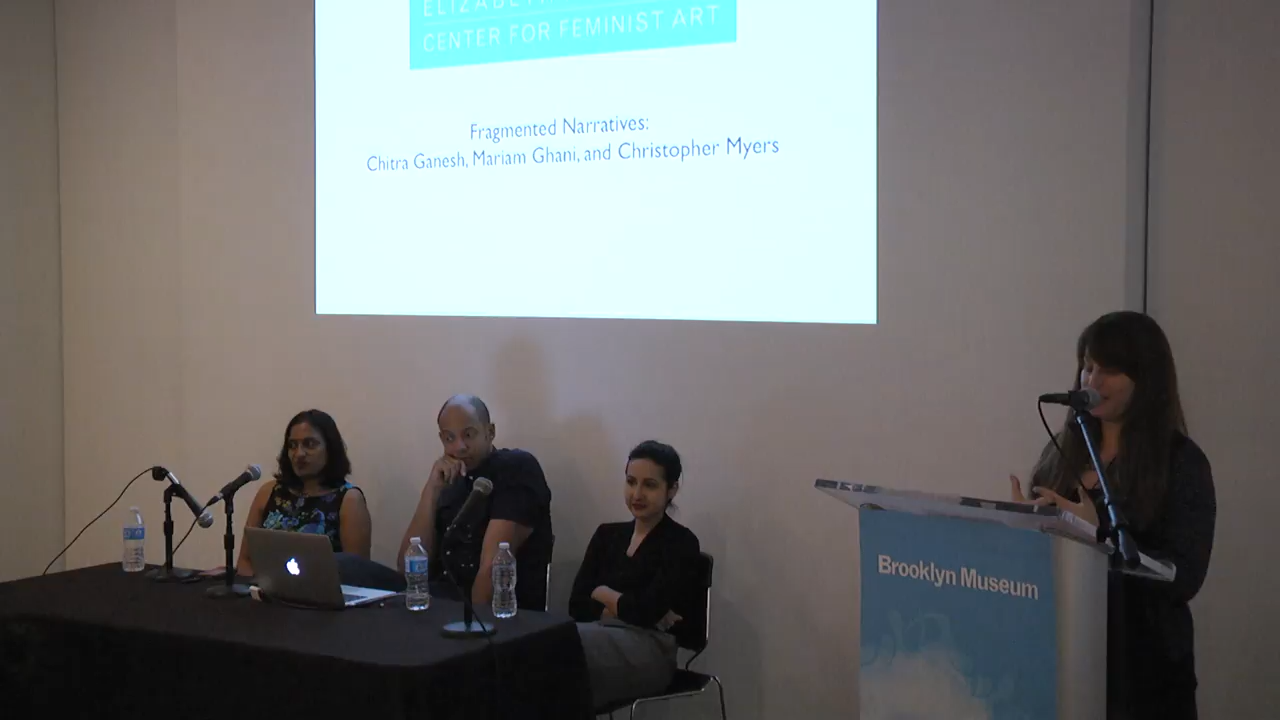 CENTER FOR FEMINIST ART
Fragmented Narratives:
Chitra Ganesh, Mariam Ghani, and Christopher Myers
Brooklyn Museum